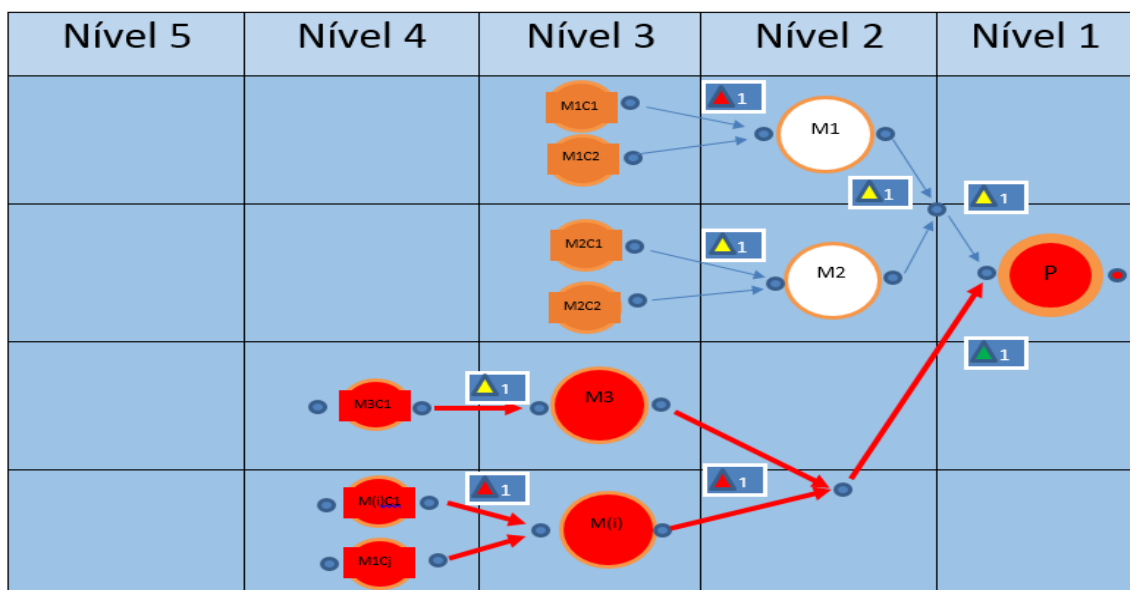 Nível 5 Nível 4 Nível 3 Nível 2 Nível 1
M1C1
1
M1
M1C2
1
1
M2C1
1
M2
P
M2C2
1
M3C1
1
M3
M(i)C1
1
1
M(i)
M1Cj